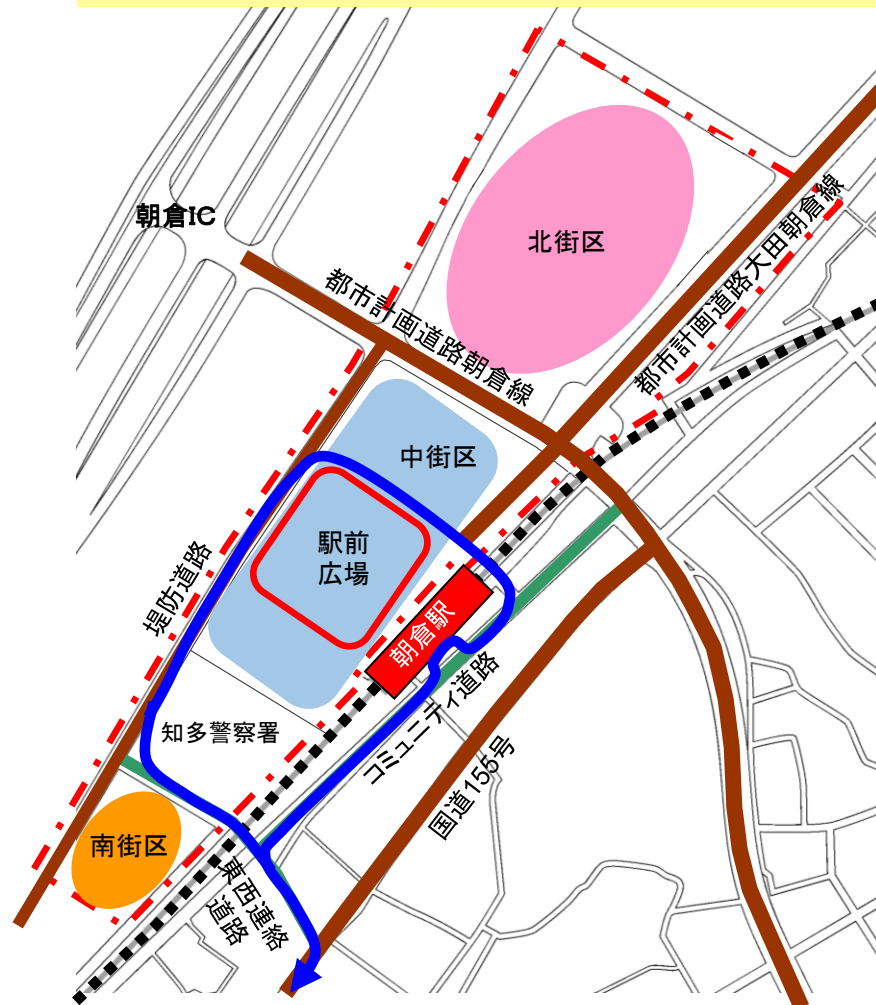 朝倉IC
北街区
都市計画道路大田朝倉線
都市計画道路朝倉線
中街区
駅前
広場
堤防道路
朝倉駅
コミュニティ道路
知多警察署
国道155号
南街区
東西連絡
道路